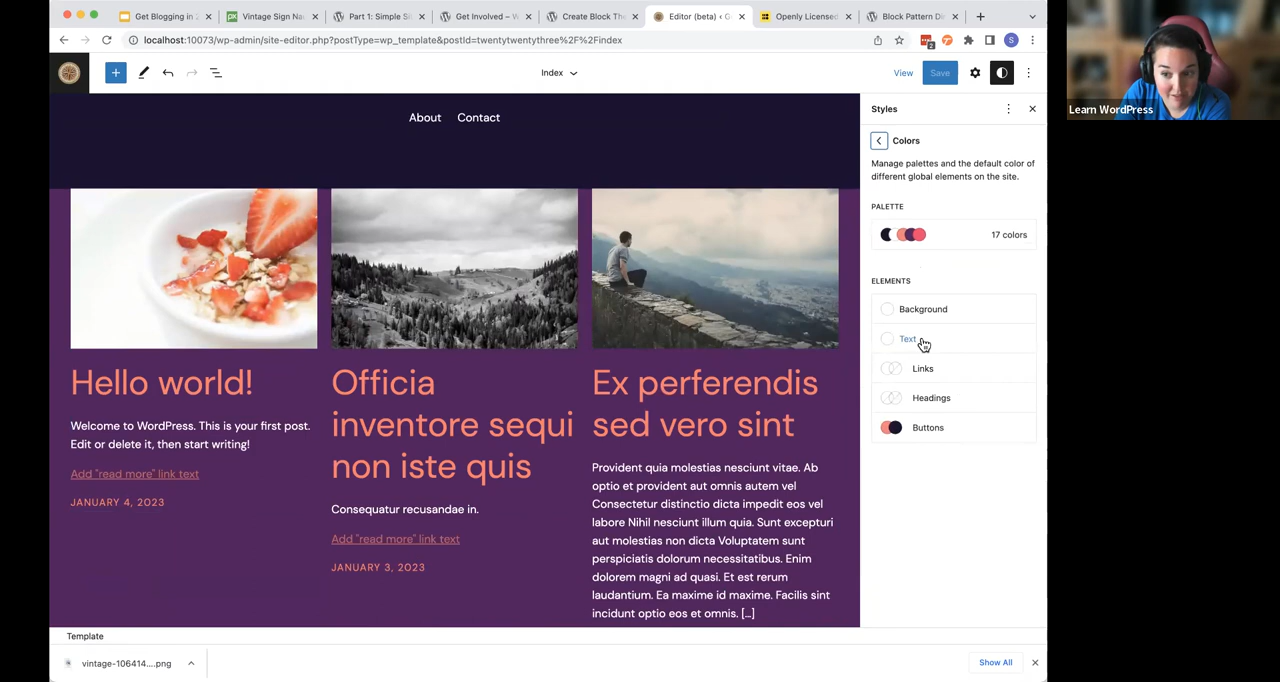 Get Blogging in 2
Vintage Sign Na
Part 1: Simple Si
Get Involved – W
Create Block The
Editor (beta) ‹ G
Openly Licensed
Block Pattern Di
localhost:10073/wp-admin/site-editor.php?postType=wp_template&postId=twentytwentythree%2F%2Findex
2
S
Index
View
Save
About
Contact
Styles
Colors
Manage palettes and the default color of
different global elements on the site.
PALETTE
17 colors
ELEMENTS
Background
Text
Links
Headings
Buttons
Hello world!
Welcome to WordPress. This is your first post.
Edit or delete it, then start writing!
Add "read more" link text
JANUARY 4, 2023
Officia
inventore sequi
non iste quis
Consequatur recusandae in.
Add "read more" link text
JANUARY 3, 2023
Ex perferendis
sed vero sint
Provident quia molestias nesciunt vitae. Ab
optio et provident aut omnis autem vel
Consectetur distinctio dicta impedit eos vel
labore Nihil nesciunt illum quia. Sunt excepturi
aut molestias non dicta Voluptatem sunt
perspiciatis dolorum necessitatibus. Enim
dolorem magni ad quasi. Et est rerum
laudantium. Ea maxime id maxime. Facilis sint
incidunt optio eos et omnis. […]
Template
vintage-106414....png
Show All
Learn WordPress